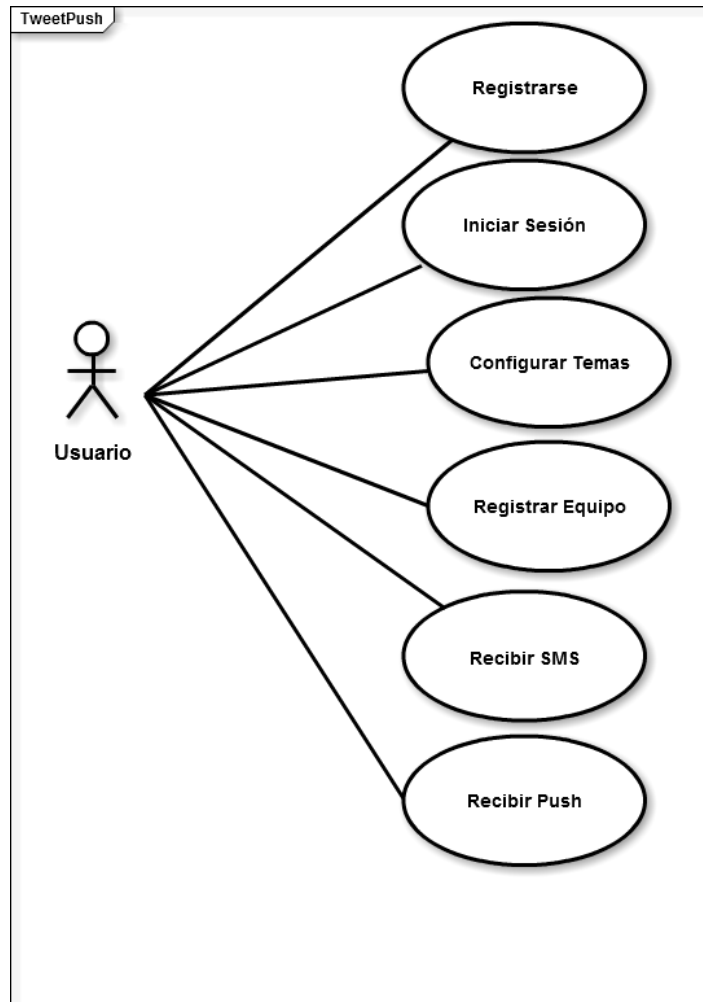 TweetPush
Registrarse
Iniciar Sesión
Configurar Temas
Usuario
Registrar Equipo
Recibir SMS
Recibir Push